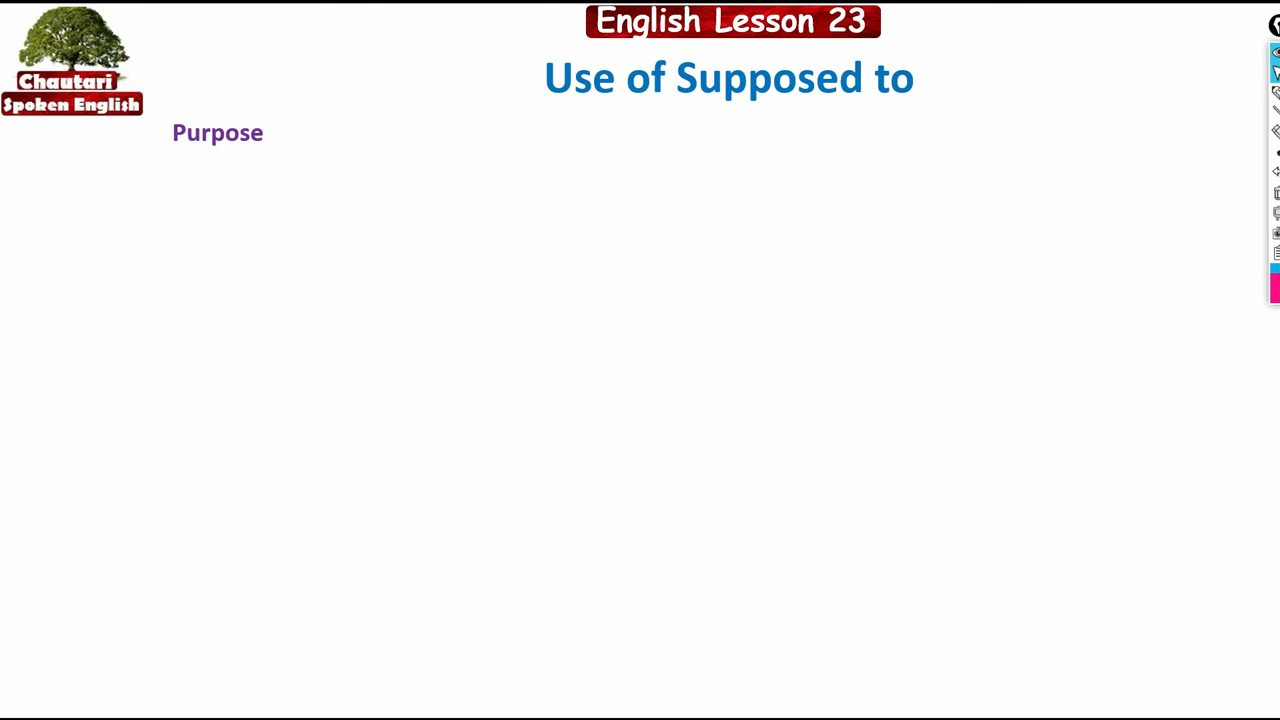 English Lesson 23
Chautari
Spoken English
Use of Supposed to
Purpose